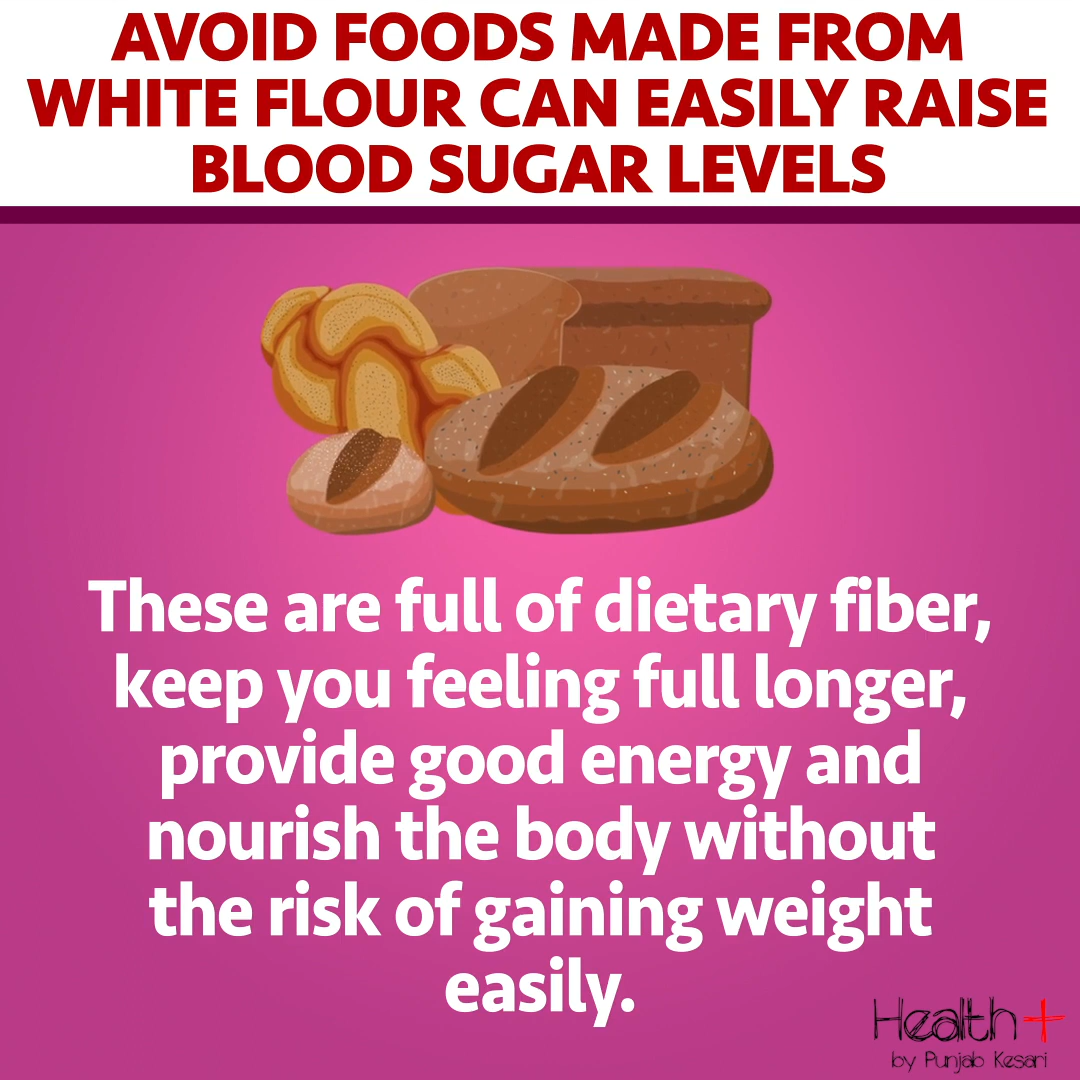 AVOID FOODS MADE FROM
WHITE FLOUR CAN EASILY RAISE
BLOOD SUGAR LEVELS
These are full of dietary fiber,
keep you feeling full longer,
provide good energy and
nourish the body without
the risk of gaining weight
easily.
Health+
by Punjab Kesari